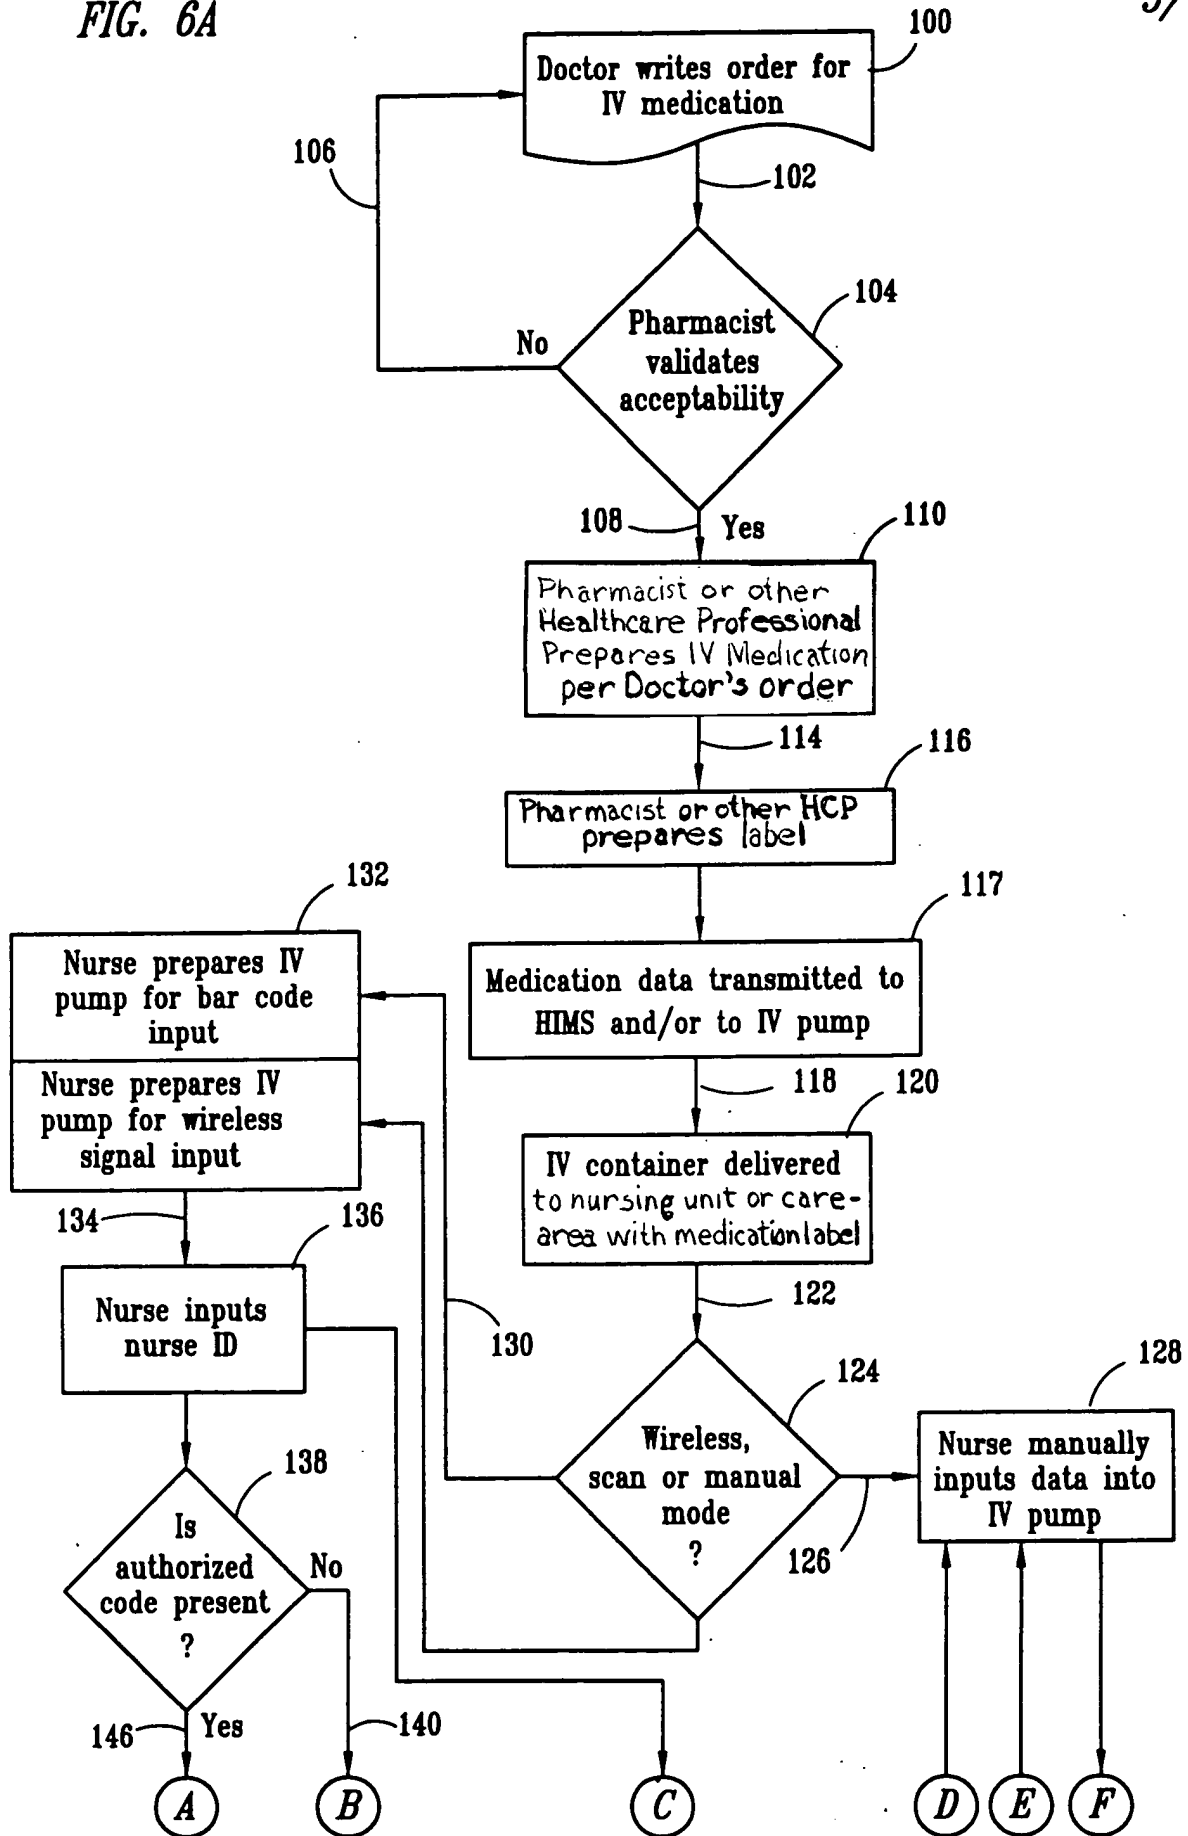 FIG. 6A
5/
100
Doctor writes order for
IV medication
106
102
104
Pharmacist
validates
acceptability
No
108
Yes
110
Pharmacist or other
Healthcare Professional
Prepares IV Medication
per Doctor's order
114
116
Pharmacist or other HCP
prepares label
132
117
Nurse prepares IV
pump for bar code
input
Medication data transmitted to
HIMS and/or to IV pump
Nurse prepares IV
pump for wireless
signal input
118
120
IV container delivered
to nursing unit or care-
area with medication label
134
136
122
Nurse inputs
nurse ID
130
124
128
Wireless,
scan or manual
mode
?
126
Nurse manually
inputs data into
IV pump
138
Is
authorized
code present
?
No
146
Yes
140
A
B
C
D
E
F